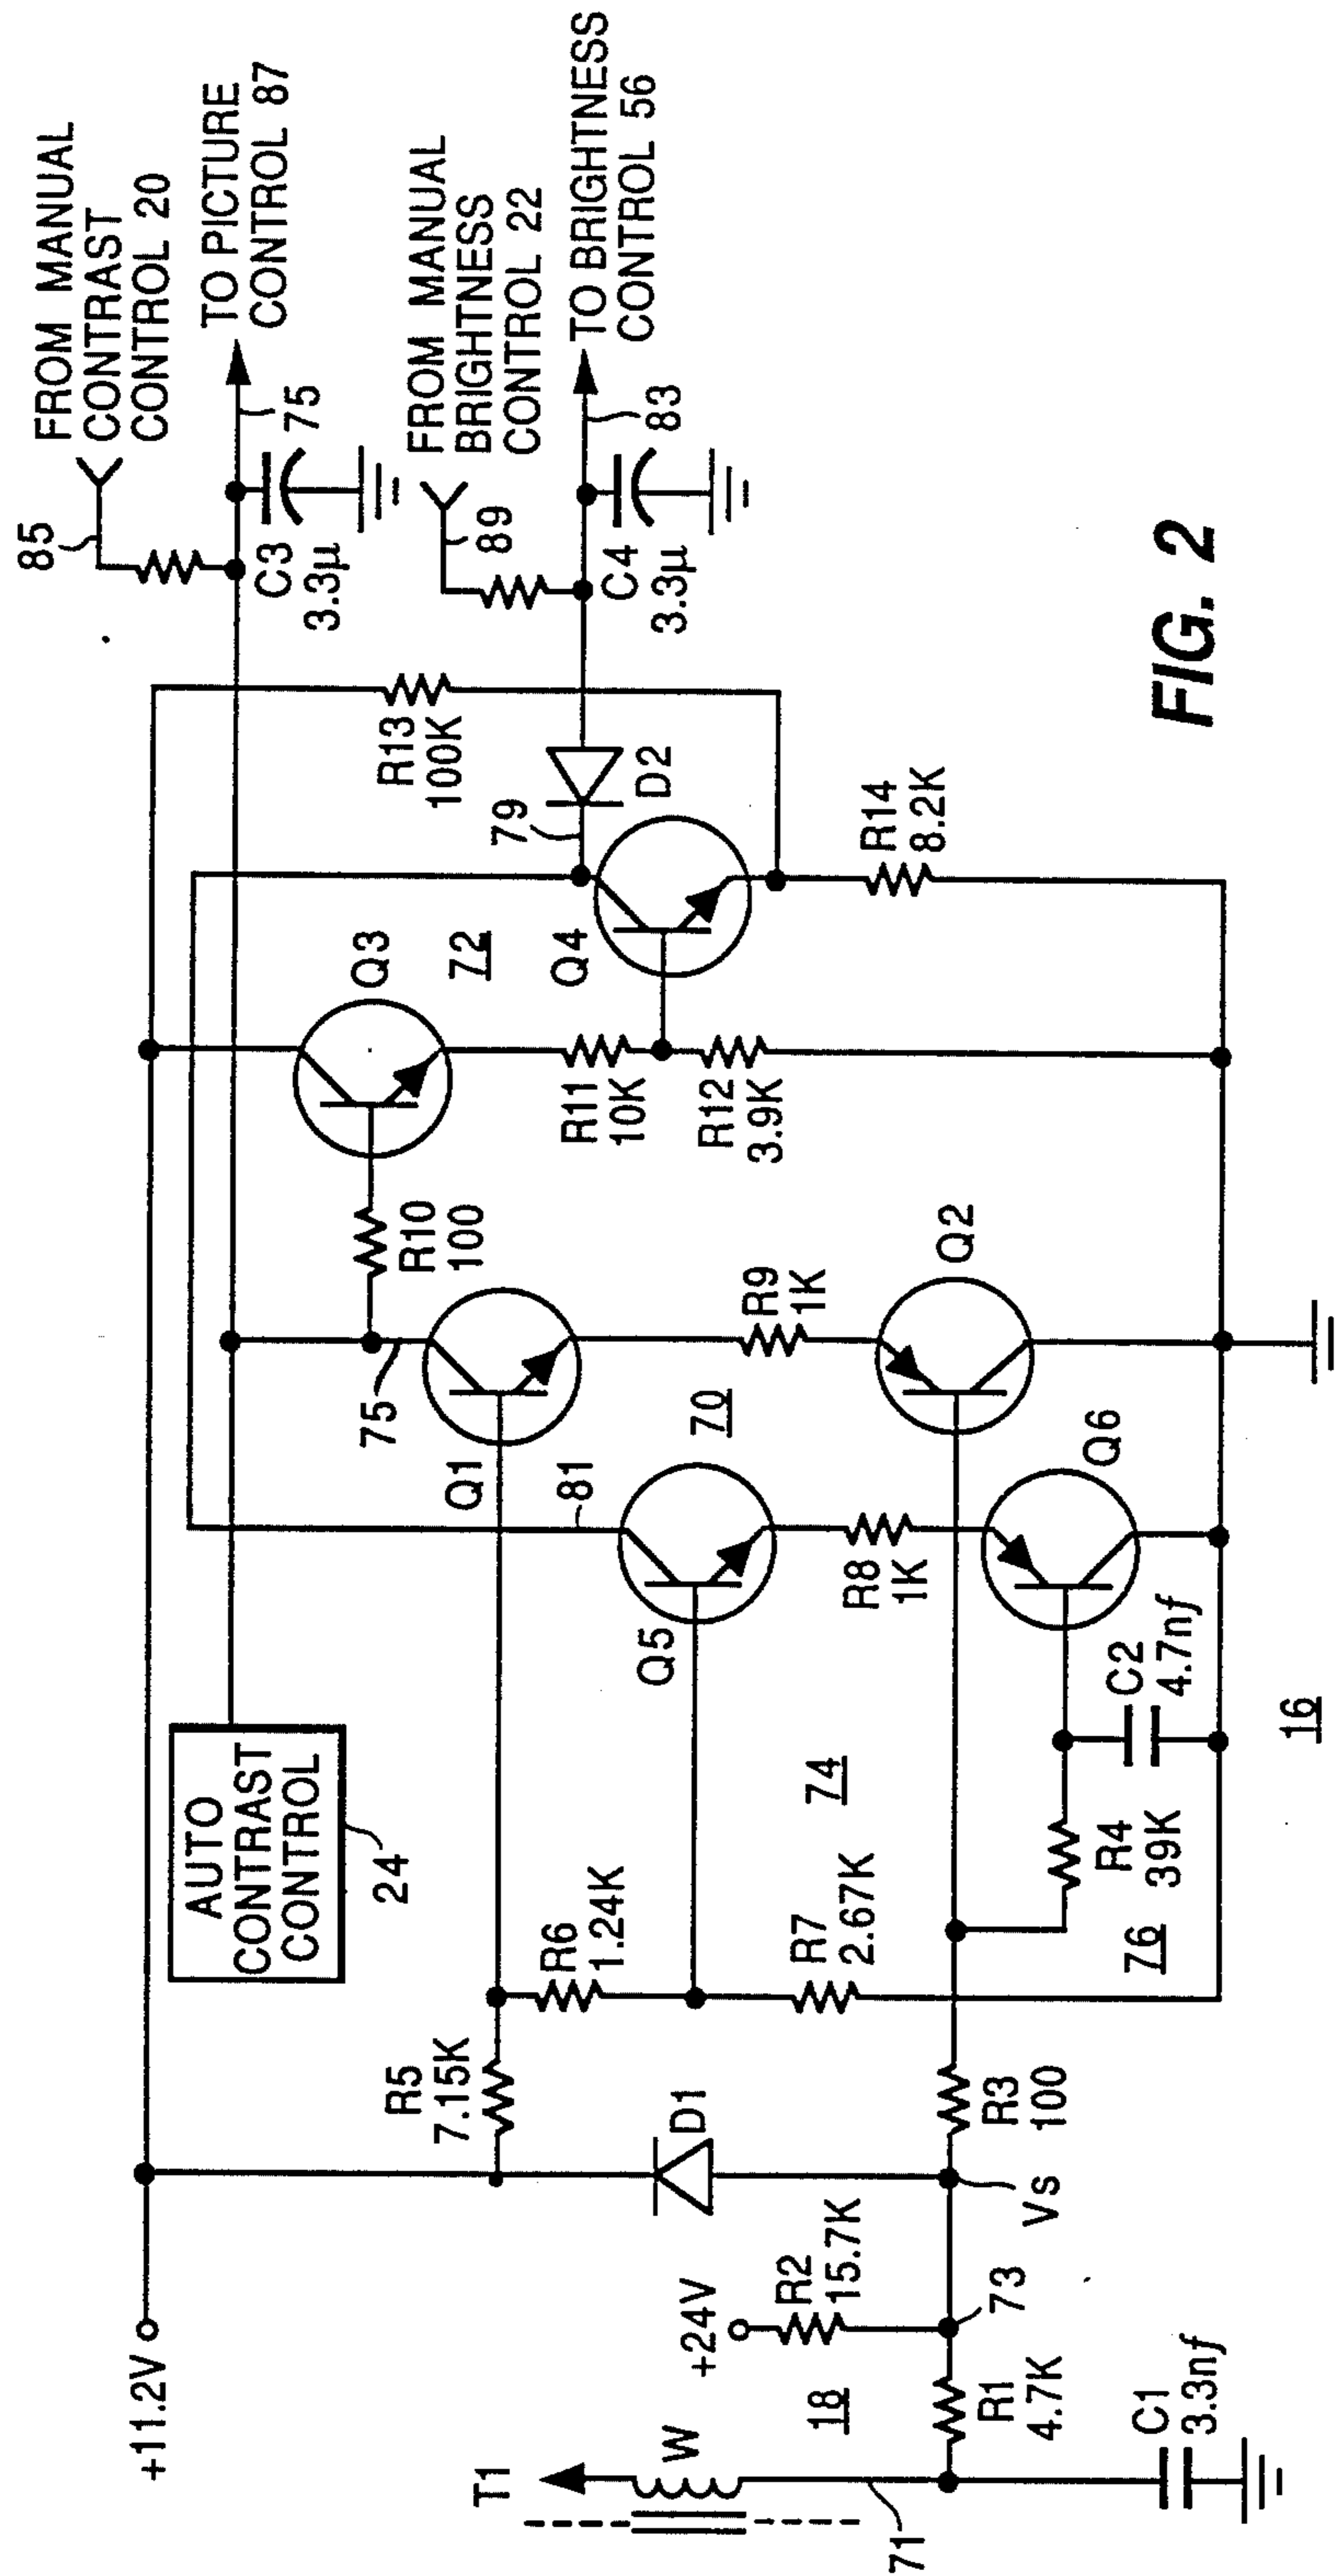 FROM MANUAL
CONTRAST
CONTROL 20
85
TO PICTURE
CONTROL 87
75
C3
3.3μ
FROM MANUAL
BRIGHTNESS
CONTROL 22
89
TO BRIGHTNESS
CONTROL 56
83
C4
3.3μ
+11.2V
AUTO
CONTRAST
CONTROL
24
R13
100K
79
D2
Q3
72
Q4
R14
8.2K
R11
10K
R12
3.9K
R10
100
75
Q1
70
R9
1K
Q2
81
Q5
R8
1K
Q6
R5
7.15K
R6
1.24K
74
R7
2.67K
C2
4.7nf
R4
39K
76
D1
R3
100
Vs
+24V
R2
15.7K
73
T1
W
18
R1
4.7K
71
C1
3.3nf
16
FIG. 2